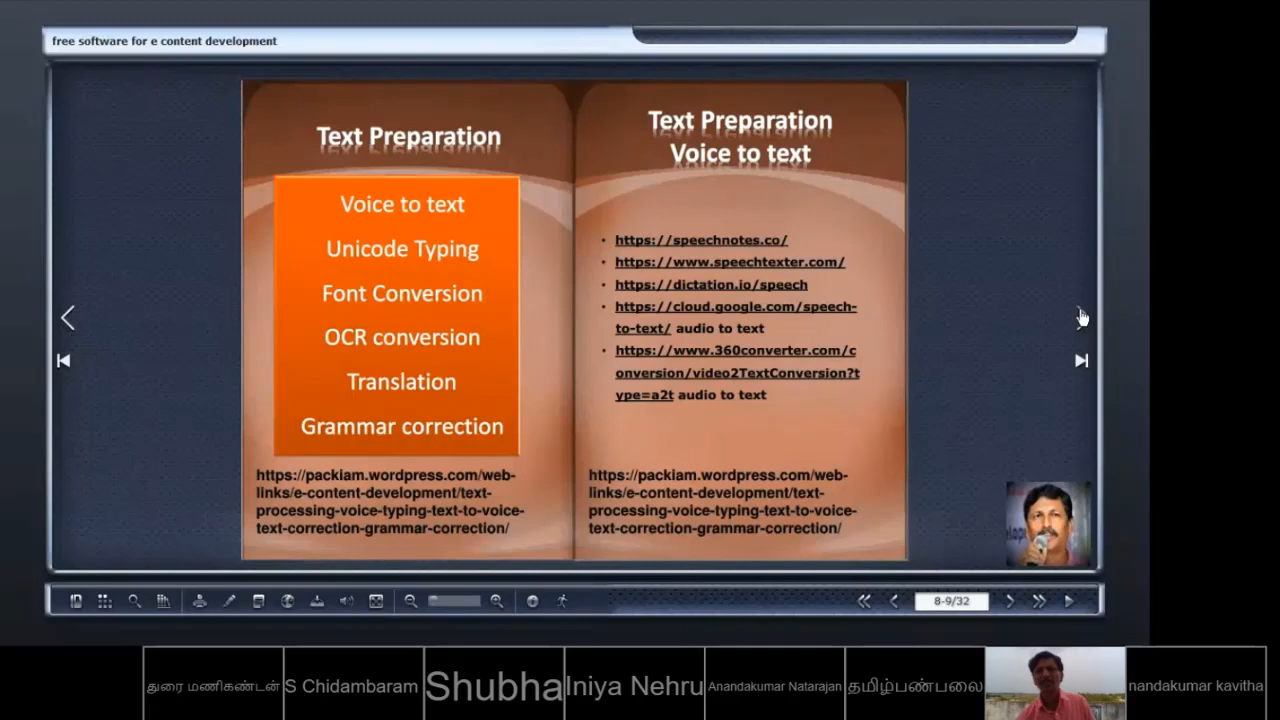 free software for e content development
Text Preparation
Voice to text
Unicode Typing
Font Conversion
OCR conversion
Translation
Grammar correction
https://packiam.wordpress.com/web-
links/e-content-development/text-
processing-voice-typing-text-to-voice-
text-correction-grammar-correction/
Text Preparation
Voice to text
• https://speechnotes.co/
• https://www.speechtexter.com/
• https://dictation.io/speech
• https://cloud.google.com/speech-
to-text/ audio to text
• https://www.360converter.com/c
onversion/video2TextConversion?t
ype=a2t audio to text
https://packiam.wordpress.com/web-
links/e-content-development/text-
processing-voice-typing-text-to-voice-
text-correction-grammar-correction/
8-9/32
துரை மணிகண்டன்
S Chidambaram
Shubha
Iniya Nehru
Anandakumar Natarajan
தமிழ்பண்பலை
nandakumar kavitha